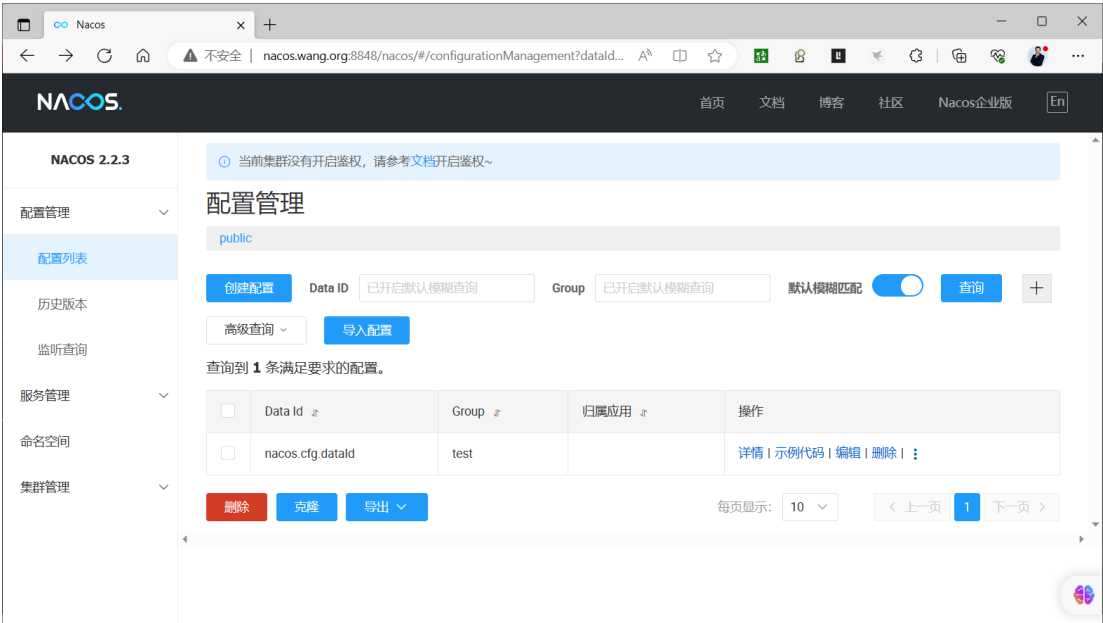 Nacos
不安全 | nacos.wang.org:8848/nacos/#/configurationManagement?dataId...
NACOS.
首页 文档 博客 社区 Nacos企业版 En
NACOS 2.2.3
当前集群没有开启鉴权，请参考文档开启鉴权~
配置管理
配置管理
public
配置列表
创建配置 Data ID 已开启默认模糊查询 Group 已开启默认模糊查询 默认模糊匹配 查询
历史版本
高级查询 导入配置
监听查询
查询到 1 条满足要求的配置。
服务管理
Data Id Group 归属应用 操作
命名空间
nacos.cfg.dataId test 详情 | 示例代码 | 编辑 | 删除 |
集群管理
删除 克隆 导出 每页显示: 10 上一页 1 下一页